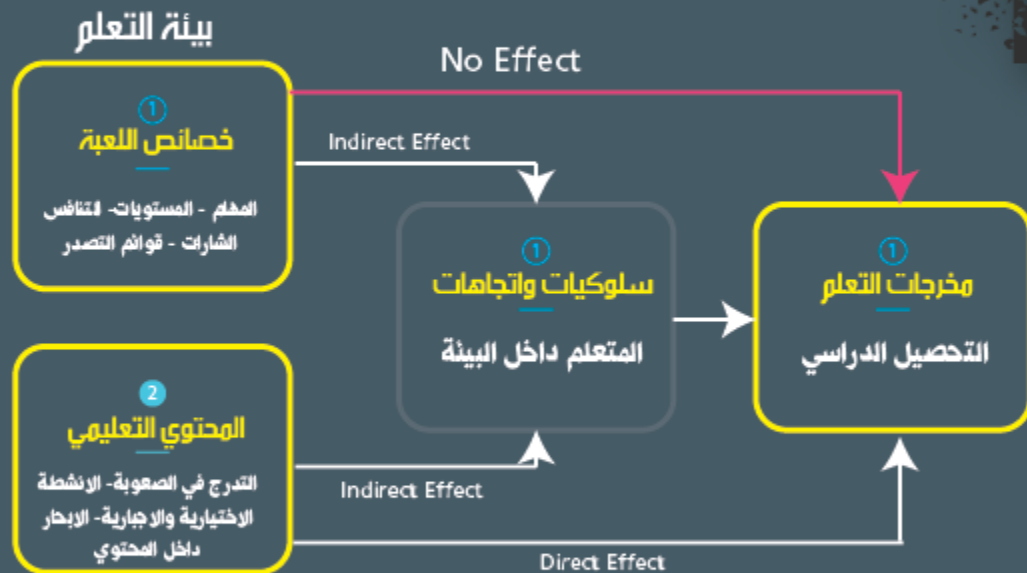 بيئة التعلم
No Effect
1
خصائص اللعبة
المهام - المستويات- التنافس
الشارات - قوائم التصدر
Indirect Effect
1
سلوكيات واتجاهات
المتعلم داخل البيئة
1
مخرجات التعلم
التحصيل الدراسي
2
المحتوي التعليمي
التدرج في الصعوبة- الانشطة
الاختيارية والاجبارية- الابحار
داخل المحتوي
Indirect Effect
Direct Effect